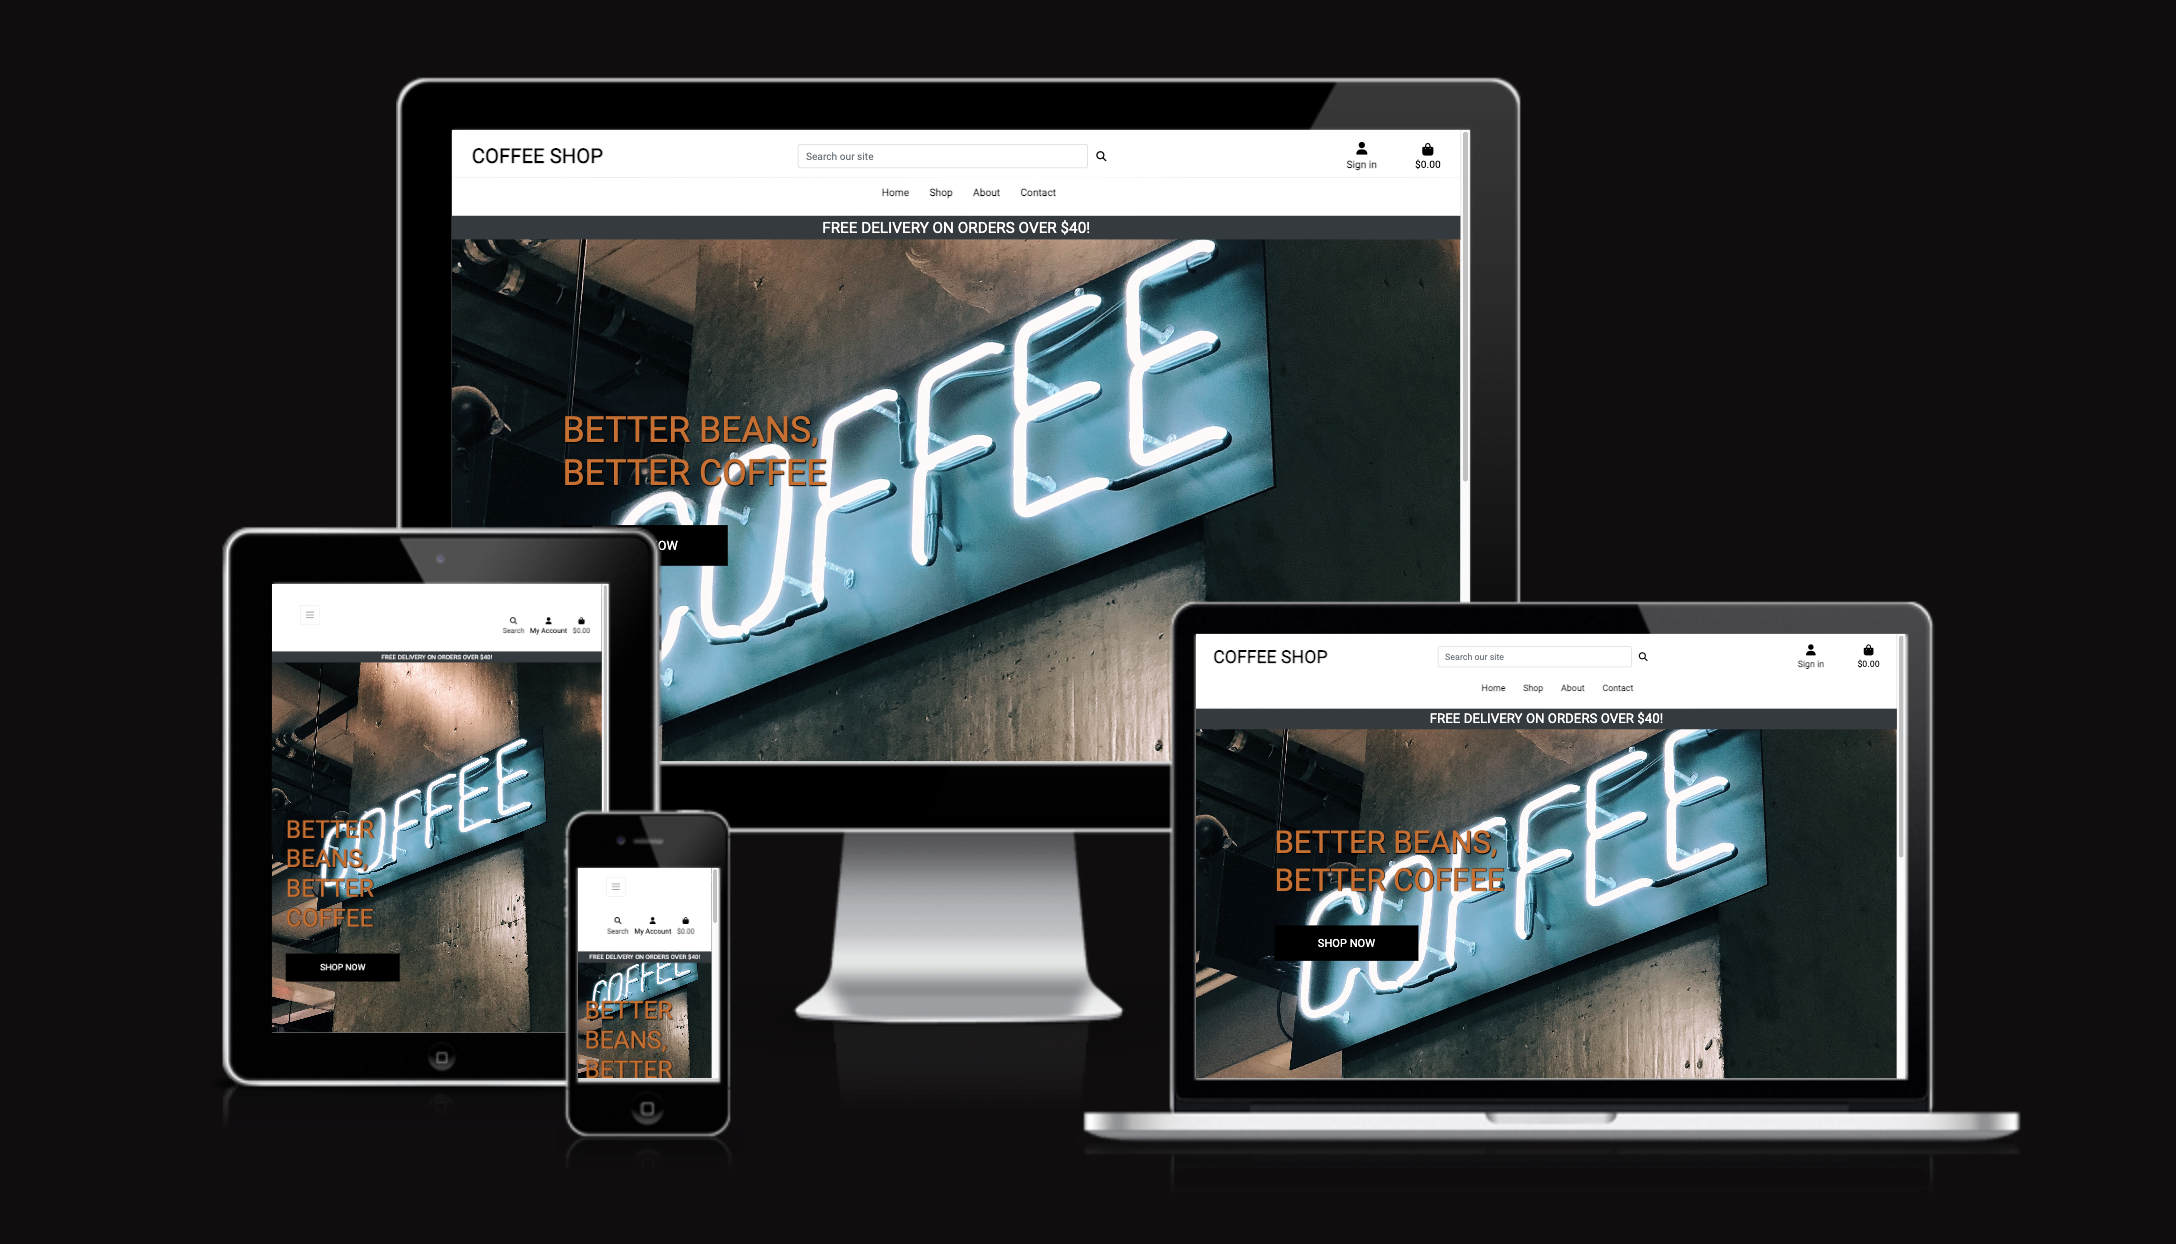 COFFEE SHOP
Search our site
Sign in
$0.00
Home Shop About Contact
FREE DELIVERY ON ORDERS OVER $40!
COFFEE
BETTER BEANS,
BETTER COFFEE
OW
Search My Account $0.00
FREE DELIVERY ON ORDERS OVER $40!
COFFEE
BETTER
BEANS,
BETTER
COFFEE
SHOP NOW
Search My Account $0.00
FREE DELIVERY ON ORDERS OVER $40!
COFFEE
BETTER
BEANS,
BETTER
COFFEE SHOP
Search our site
Sign in
$0.00
Home Shop About Contact
FREE DELIVERY ON ORDERS OVER $40!
COFFEE
BETTER BEANS,
BETTER COFFEE
SHOP NOW